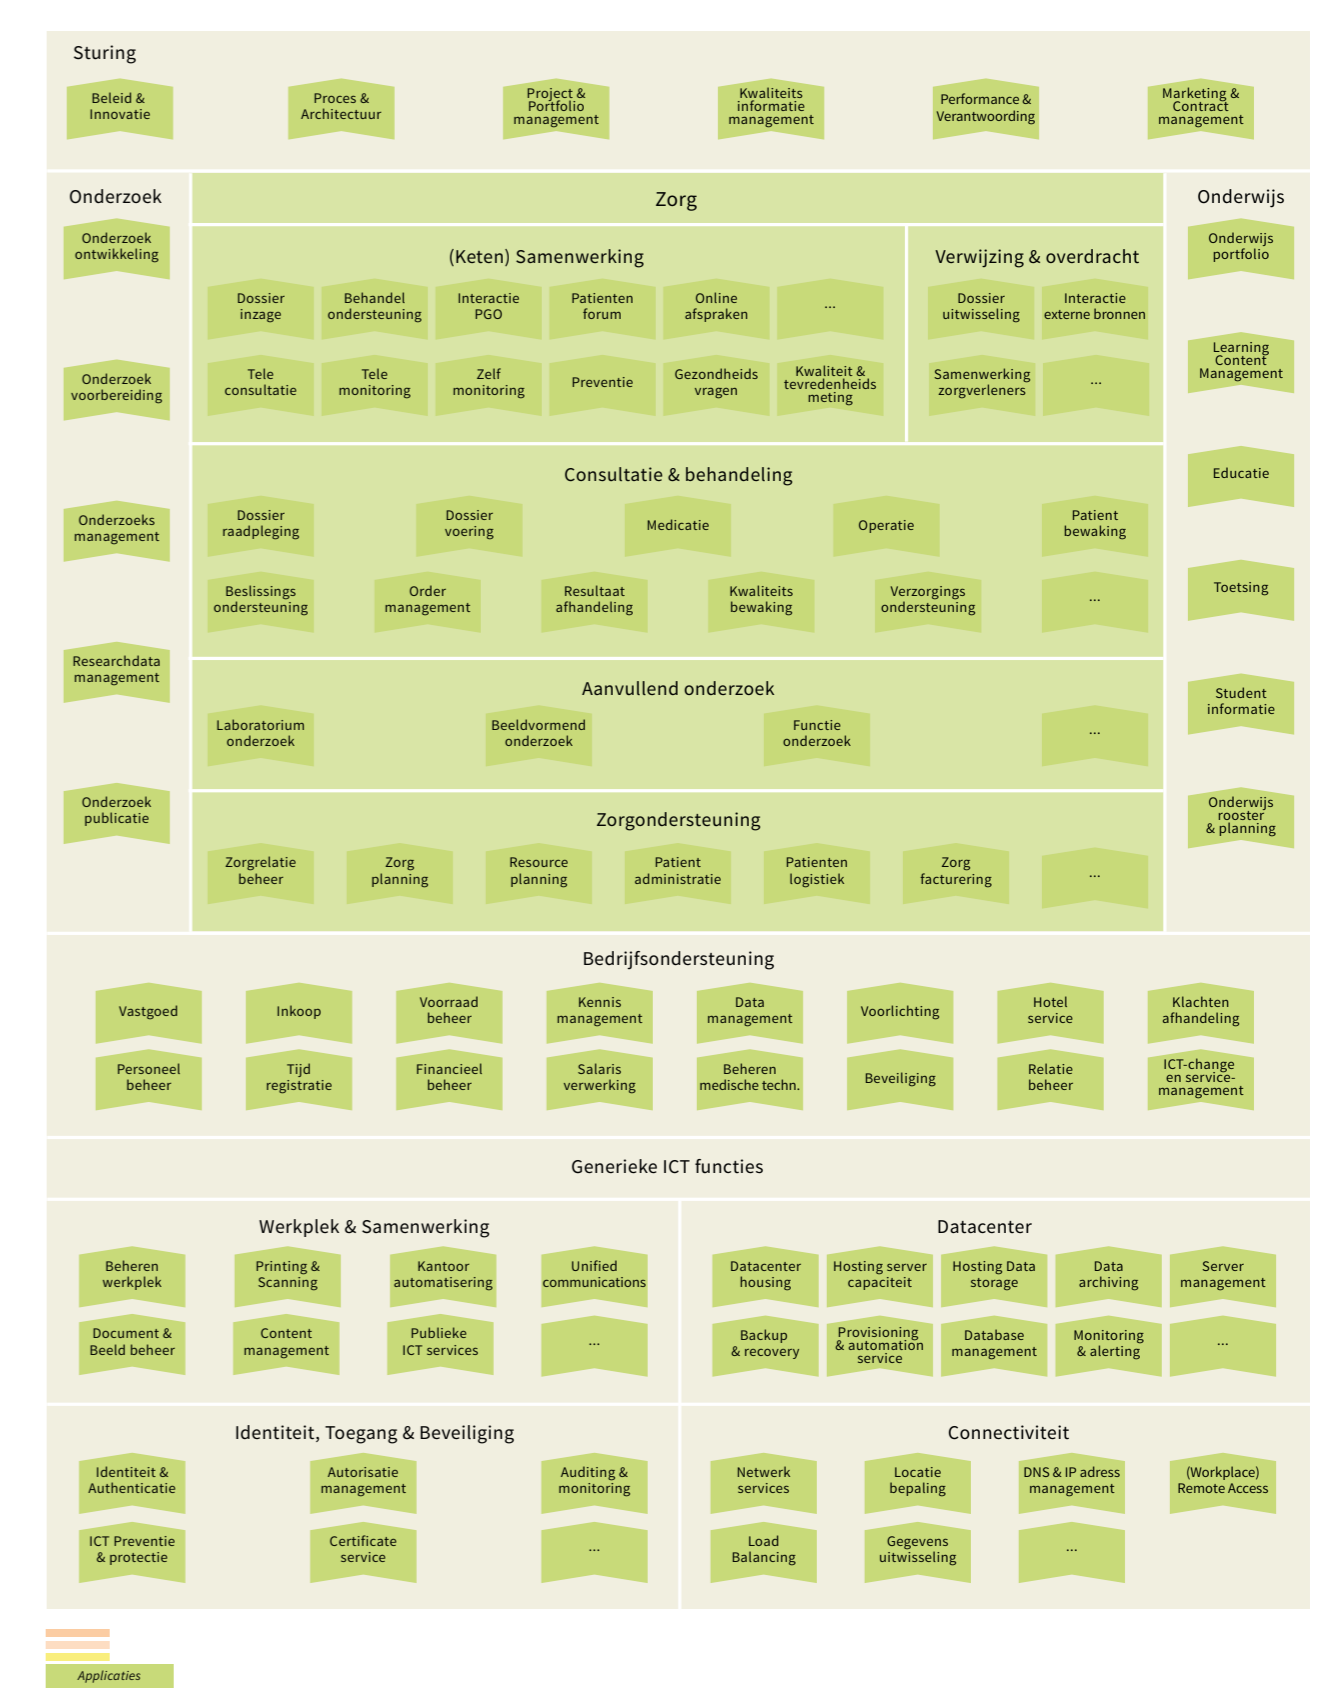 Sturing
Beleid &
Innovatie
Proces &
Architectuur
Project &
Portfolio
management
Kwaliteits
informatie
management
Performance &
Verantwoording
Marketing &
Contract
management
Onderzoek
Onderzoek
ontwikkeling
Onderzoek
voorbereiding
Onderzoeks
management
Researchdata
management
Onderzoek
publicatie
Zorg
(Keten) Samenwerking
Dossier
inzage
Behandel
ondersteuning
Interactie
PGO
Patienten
forum
Online
afspraken
...
Tele
consultatie
Tele
monitoring
Zelf
monitoring
Preventie
Gezondheids
vragen
Kwaliteit &
tevredenheids
meting
Verwijzing & overdracht
Dossier
uitwisseling
Interactie
externe bronnen
Samenwerking
zorgverleners
...
Consultatie & behandeling
Dossier
raadpleging
Dossier
voering
Medicatie
Operatie
Patient
bewaking
Beslissings
ondersteuning
Order
management
Resultaat
afhandeling
Kwaliteits
bewaking
Verzorgings
ondersteuning
...
Aanvullend onderzoek
Laboratorium
onderzoek
Beeldvormend
onderzoek
Functie
onderzoek
...
Zorgondersteuning
Zorgrelatie
beheer
Zorg
planning
Resource
planning
Patient
administratie
Patienten
logistiek
Zorg
facturering
...
Onderwijs
Onderwijs
portfolio
Learning
Content
Management
Educatie
Toetsing
Student
informatie
Onderwijs
rooster
& planning
Bedrijfsondersteuning
Vastgoed
Inkoop
Voorraad
beheer
Kennis
management
Data
management
Voorlichting
Hotel
service
Klachten
afhandeling
Personeel
beheer
Tijd
registratie
Financieel
beheer
Salaris
verwerking
Beheren
medische techn.
Beveiliging
Relatie
beheer
ICT-change
en service-
management
Generieke ICT functies
Werkplek & Samenwerking
Beheren
werkplek
Printing &
Scanning
Kantoor
automatisering
Unified
communications
Document &
Beeld beheer
Content
management
Publieke
ICT services
...
Datacenter
Datacenter
housing
Hosting server
capaciteit
Hosting Data
storage
Data
archiving
Server
management
Backup
& recovery
Provisioning
& automation
service
Database
management
Monitoring
& alerting
...
Identiteit, Toegang & Beveiliging
Identiteit &
Authenticatie
Autorisatie
management
Auditing &
monitoring
ICT Preventie
& protectie
Certificate
service
...
Connectiviteit
Netwerk
services
Locatie
bepaling
DNS & IP adress
management
(Workplace)
Remote Access
Load
Balancing
Gegevens
uitwisseling
...
Applicaties